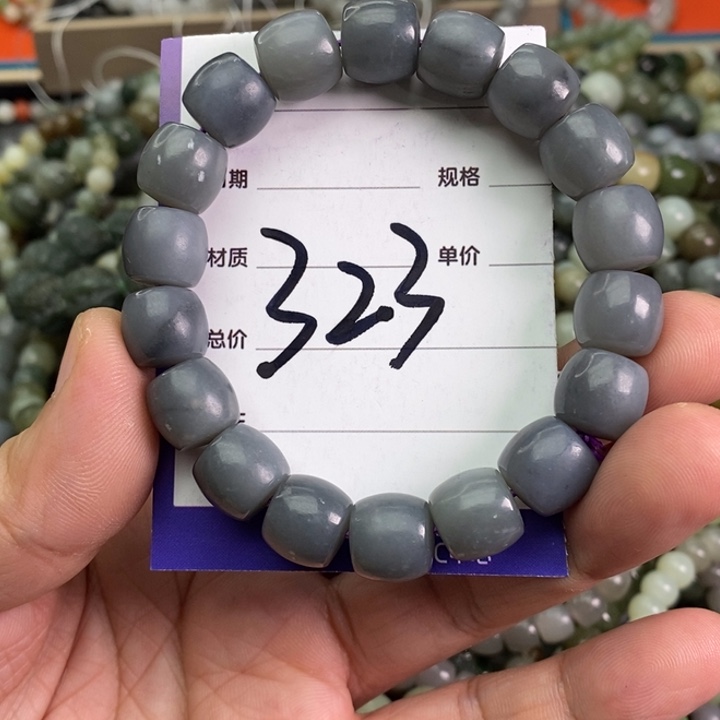 期 规格
材质 单价
323
总价